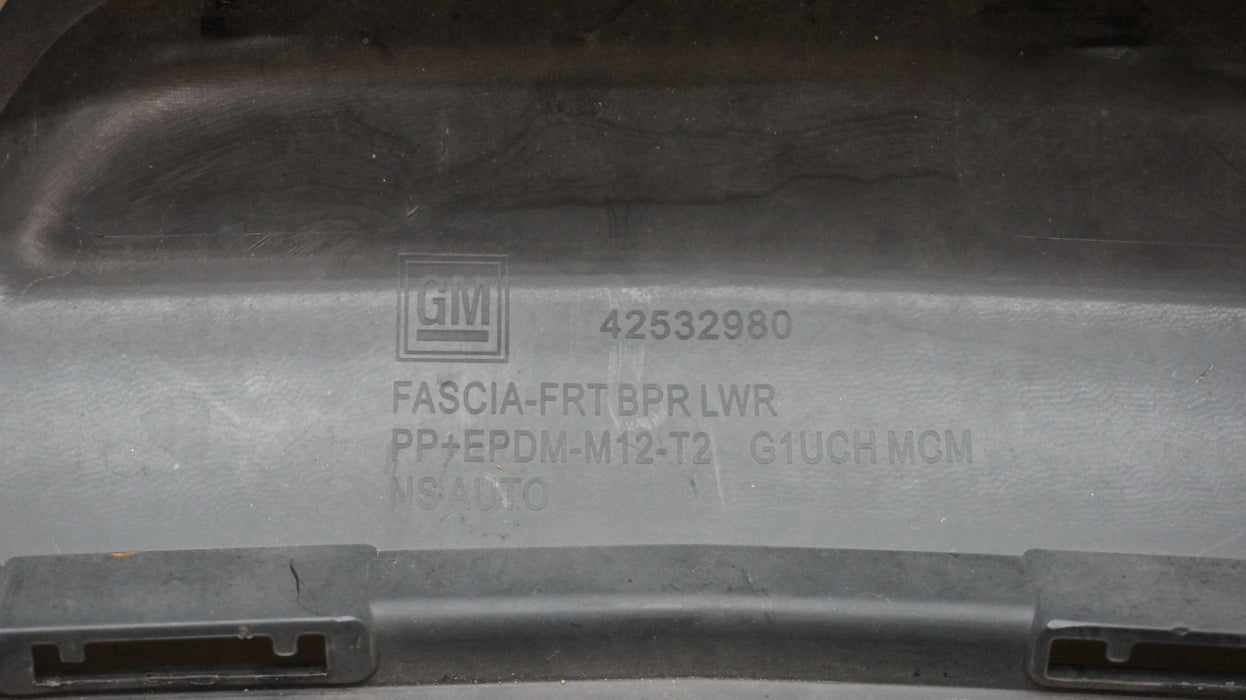 GM
42532980
FASCIA-FRT BPR LWR
PP+EPDM-M12-T2 G1UCH MCM
NS AUTO